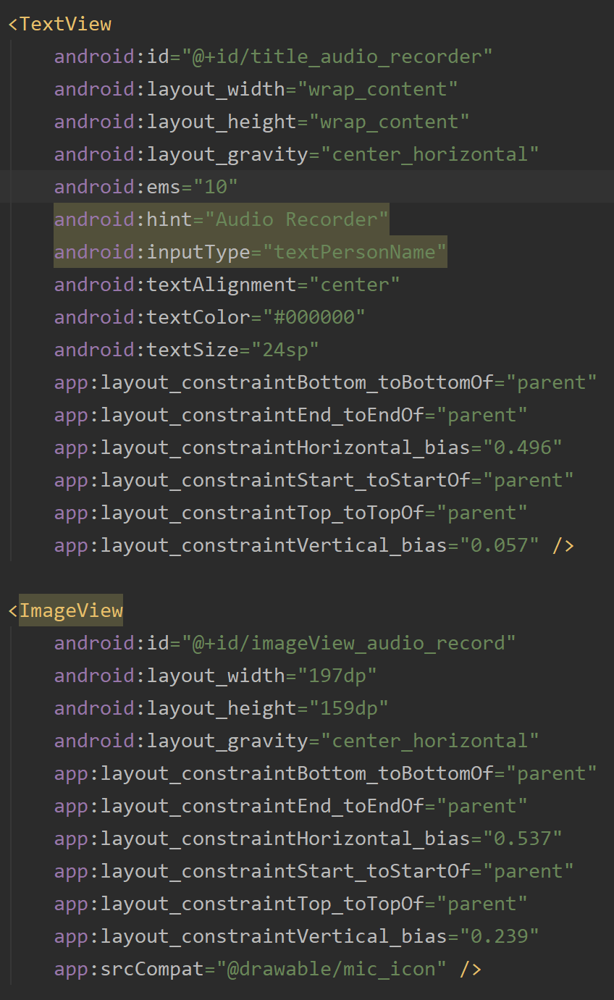 <TextView
android:id="@+id/title_audio_recorder"
android:layout_width="wrap_content"
android:layout_height="wrap_content"
android:layout_gravity="center_horizontal"
android:ems="10"
android:hint="Audio Recorder"
android:inputType="textPersonName"
android:textAlignment="center"
android:textColor="#000000"
android:textSize="24sp"
app:layout_constraintBottom_toBottomOf="parent"
app:layout_constraintEnd_toEndOf="parent"
app:layout_constraintHorizontal_bias="0.496"
app:layout_constraintStart_toStartOf="parent"
app:layout_constraintTop_toTopOf="parent"
app:layout_constraintVertical_bias="0.057" />
<ImageView
android:id="@+id/imageView_audio_record"
android:layout_width="197dp"
android:layout_height="159dp"
android:layout_gravity="center_horizontal"
app:layout_constraintBottom_toBottomOf="parent"
app:layout_constraintEnd_toEndOf="parent"
app:layout_constraintHorizontal_bias="0.537"
app:layout_constraintStart_toStartOf="parent"
app:layout_constraintTop_toTopOf="parent"
app:layout_constraintVertical_bias="0.239"
app:srcCompat="@drawable/mic_icon" />